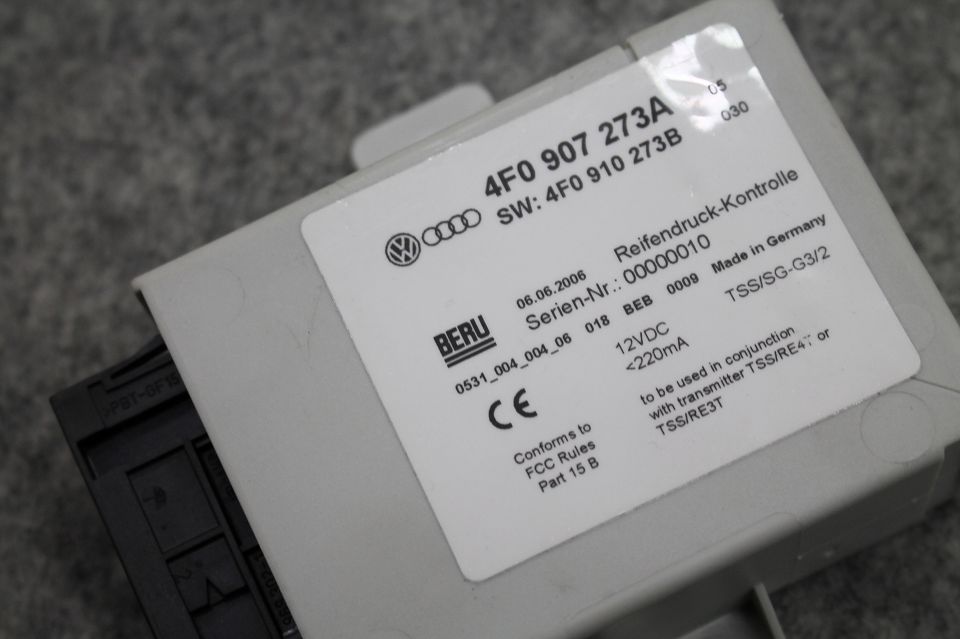 4F0 907 273A 05
SW: 4F0 910 273B 030
Reifendruck-Kontrolle
06.06.2006
Serien-Nr.: 00000010
BERU
0531_004_004_06 018 BEB 0009 Made in Germany
12VDC TSS/SG-G3/2
<220mA
CE
Conforms to
FCC Rules
Part 15 B
to be used in conjunction
with transmitter TSS/RE4T or
TSS/RE3T